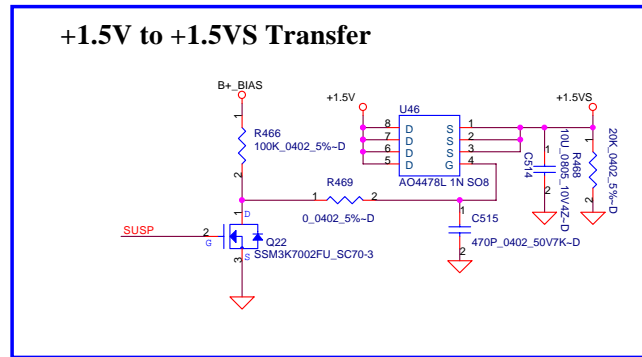 +1.5V to +1.5VS Transfer
B+_BIAS
1
R466
100K_0402_5%~D
2
+1.5V
U46
8 D S 1
7 D S 2
6 D S 3
5 D G 4
AO4478L 1N SO8
+1.5VS
1
2
C514
10U_0805_10V4Z~D
1
2
R468
20K_0402_5%~D
R469
1 2
0_0402_5%~D
1
2
C515
470P_0402_50V7K~D
SUSP
2
G
1
D
3
S
Q22
SSM3K7002FU_SC70-3